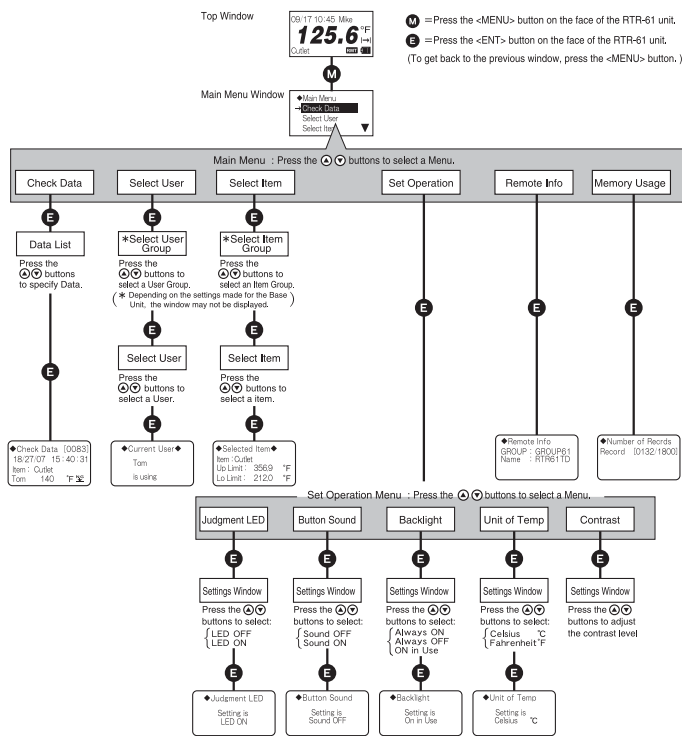 Top Window
09/17 10:45 Mike
125.6 °F
Cutlet
M =Press the <MENU> button on the face of the RTR-61 unit.
E =Press the <ENT> button on the face of the RTR-61 unit.
(To get back to the previous window, press the <MENU> button. )
M
Main Menu Window
◆Main Menu
→Check Data
Select User
Select Item ▼
Main Menu : Press the ▲▼ buttons to select a Menu.
Check Data
Select User
Select Item
Set Operation
Remote Info
Memory Usage
E
E
E
Data List
Press the
▲▼ buttons
to specify Data.
*Select User
Group
Press the
▲▼ buttons to
select a User Group.
*Select Item
Group
Press the
▲▼ buttons to
select an Item Group.
( * Depending on the settings made for the Base
Unit, the window may not be displayed. )
E
E
E
E
E
E
Select User
Press the
▲▼ buttons to
select a User.
Select Item
Press the
▲▼ buttons to
select a item.
E
E
◆Check Data [0083]
18/27/07 15:40:31
Item : Cutlet
Tom 140 °F
◆Current User◆
Tom
is using
◆Selected Item◆
Item :Cutlet
Up Limit : 356.9 °F
Lo Limit : 212.0 °F
◆Remote Info
GROUP : GROUP61
Name : RTR61TD
◆Number of Recrds
Record [0132/1800]
Set Operation Menu : Press the ▲▼ buttons to select a Menu.
Judgment LED
Button Sound
Backlight
Unit of Temp
Contrast
E
E
E
E
E
Settings Window
Press the ▲▼
buttons to select:
LED OFF
LED ON
Settings Window
Press the ▲▼
buttons to select:
Sound OFF
Sound ON
Settings Window
Press the ▲▼
buttons to select:
Always ON
Always OFF
ON in Use
Settings Window
Press the ▲▼
buttons to select:
Celsius °C
Fahrenheit °F
Settings Window
Press the ▲▼
buttons to adjust
the contrast level
E
E
E
E
◆Judgment LED
Setting is
LED ON
◆Button Sound
Setting is
Sound OFF
◆Backlight
Setting is
On in Use
◆Unit of Temp
Setting is
Celsius °C